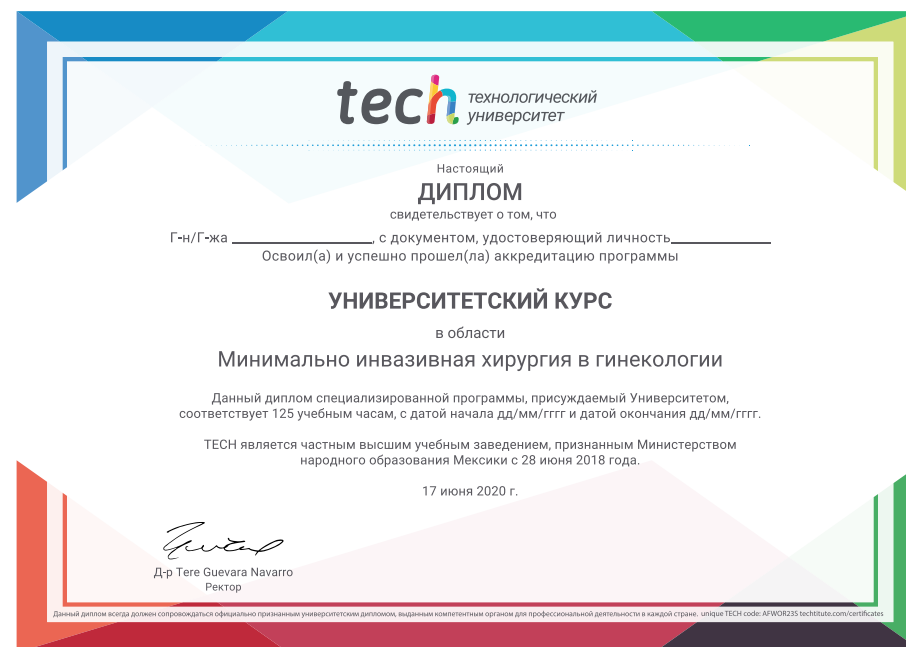 tech технологический
университет
Настоящий
ДИПЛОМ
свидетельствует о том, что
Г-н/Г-жа ____________________, с документом, удостоверяющий личность______________
Освоил(а) и успешно прошел(ла) аккредитацию программы
УНИВЕРСИТЕТСКИЙ КУРС
в области
Минимально инвазивная хирургия в гинекологии
Данный диплом специализированной программы, присуждаемый Университетом,
соответствует 125 учебным часам, с датой начала дд/мм/гггг и датой окончания дд/мм/гггг.
TECH является частным высшим учебным заведением, признанным Министерством
народного образования Мексики с 28 июня 2018 года.
17 июня 2020 г.
Д-р Tere Guevara Navarro
Ректор
Данный диплом всегда должен сопровождаться официально признанным университетским дипломом, выданным компетентным органом для профессиональной деятельности в каждой стране. unique TECH code: AFWOR23S techtitute.com/certificates